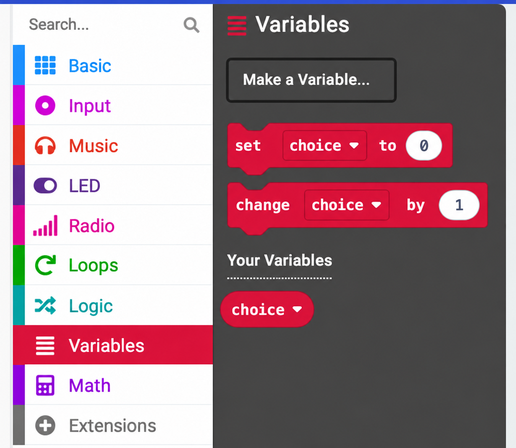 Search...
Basic
Input
Music
LED
Radio
Loops
Logic
Variables
Math
Extensions
Variables
Make a Variable...
set choice to 0
change choice by 1
Your Variables
choice